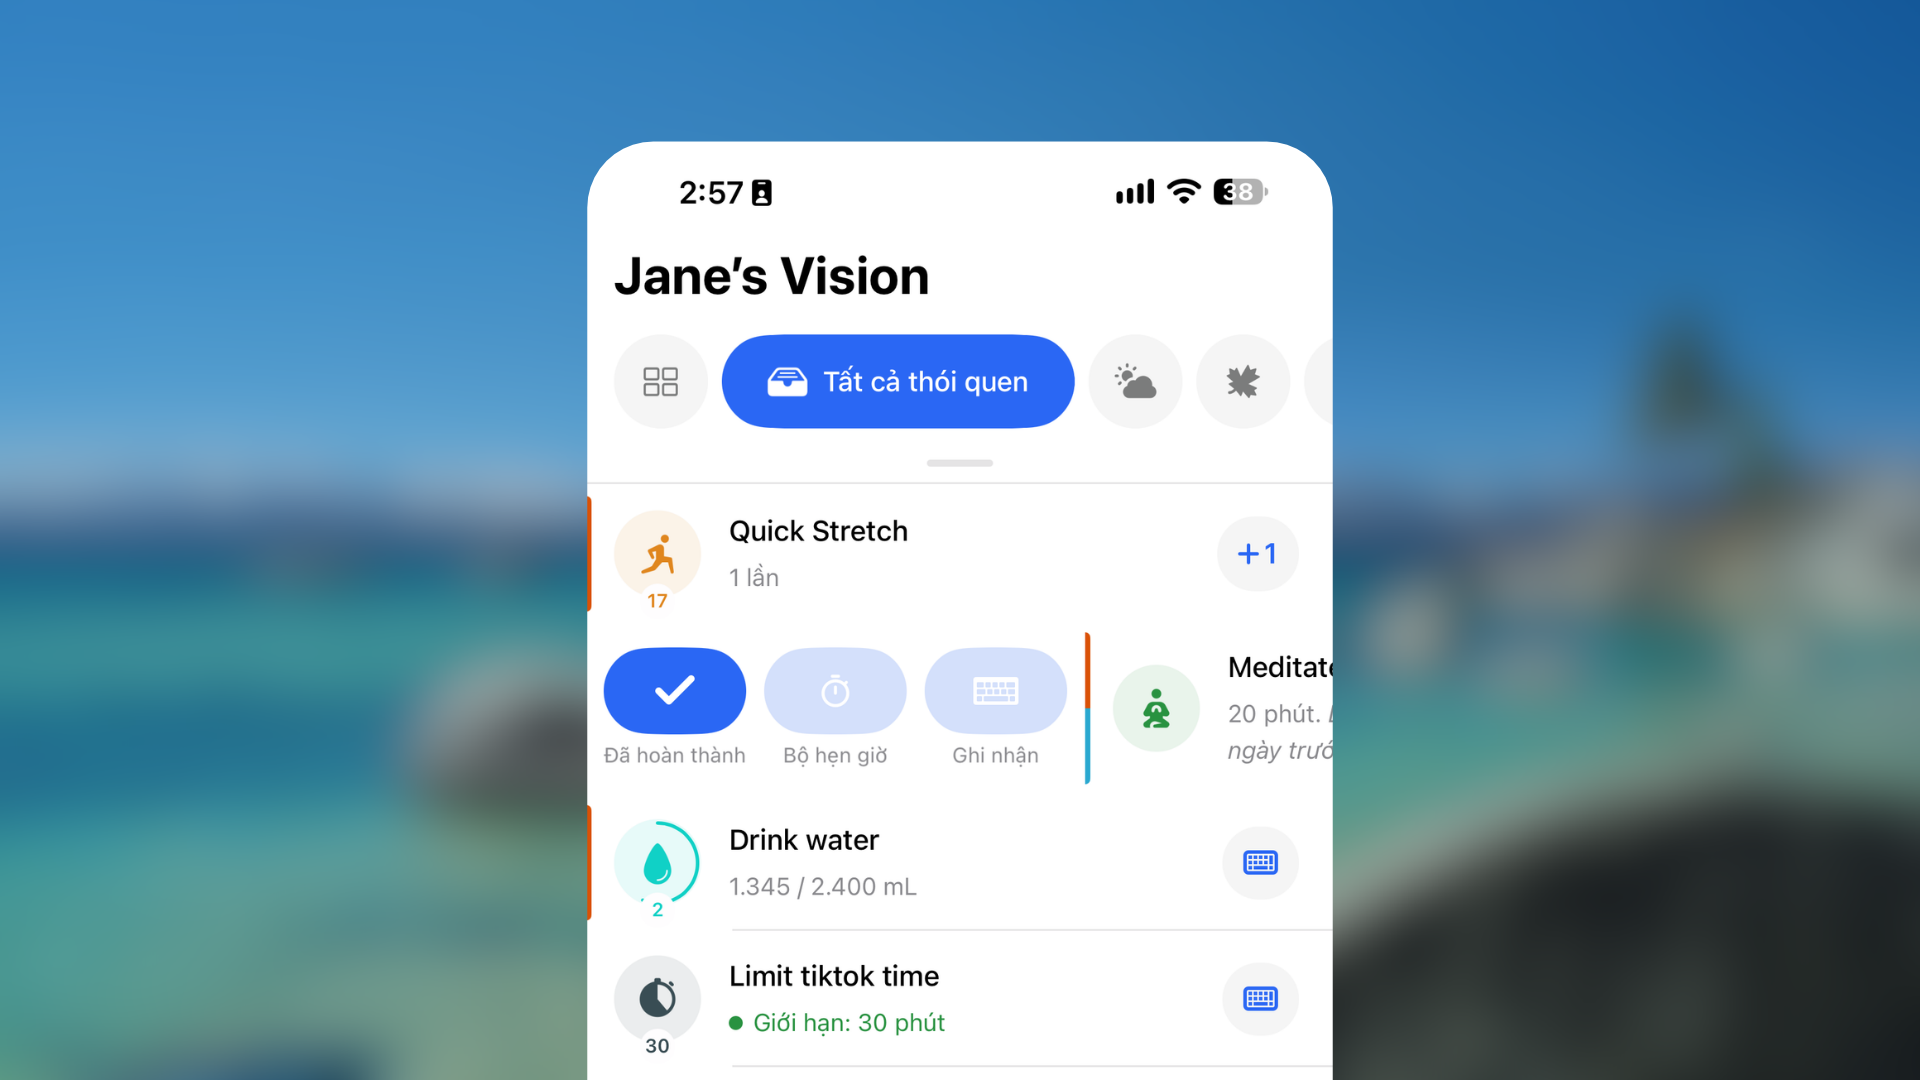 2:57
38
Jane's Vision
Tất cả thói quen
Quick Stretch
1 lần
+1
17
Đã hoàn thành
Bộ hẹn giờ
Ghi nhận
Meditate
20 phút.
ngày trướ
Drink water
1.345 / 2.400 mL
2
Limit tiktok time
Giới hạn: 30 phút
30